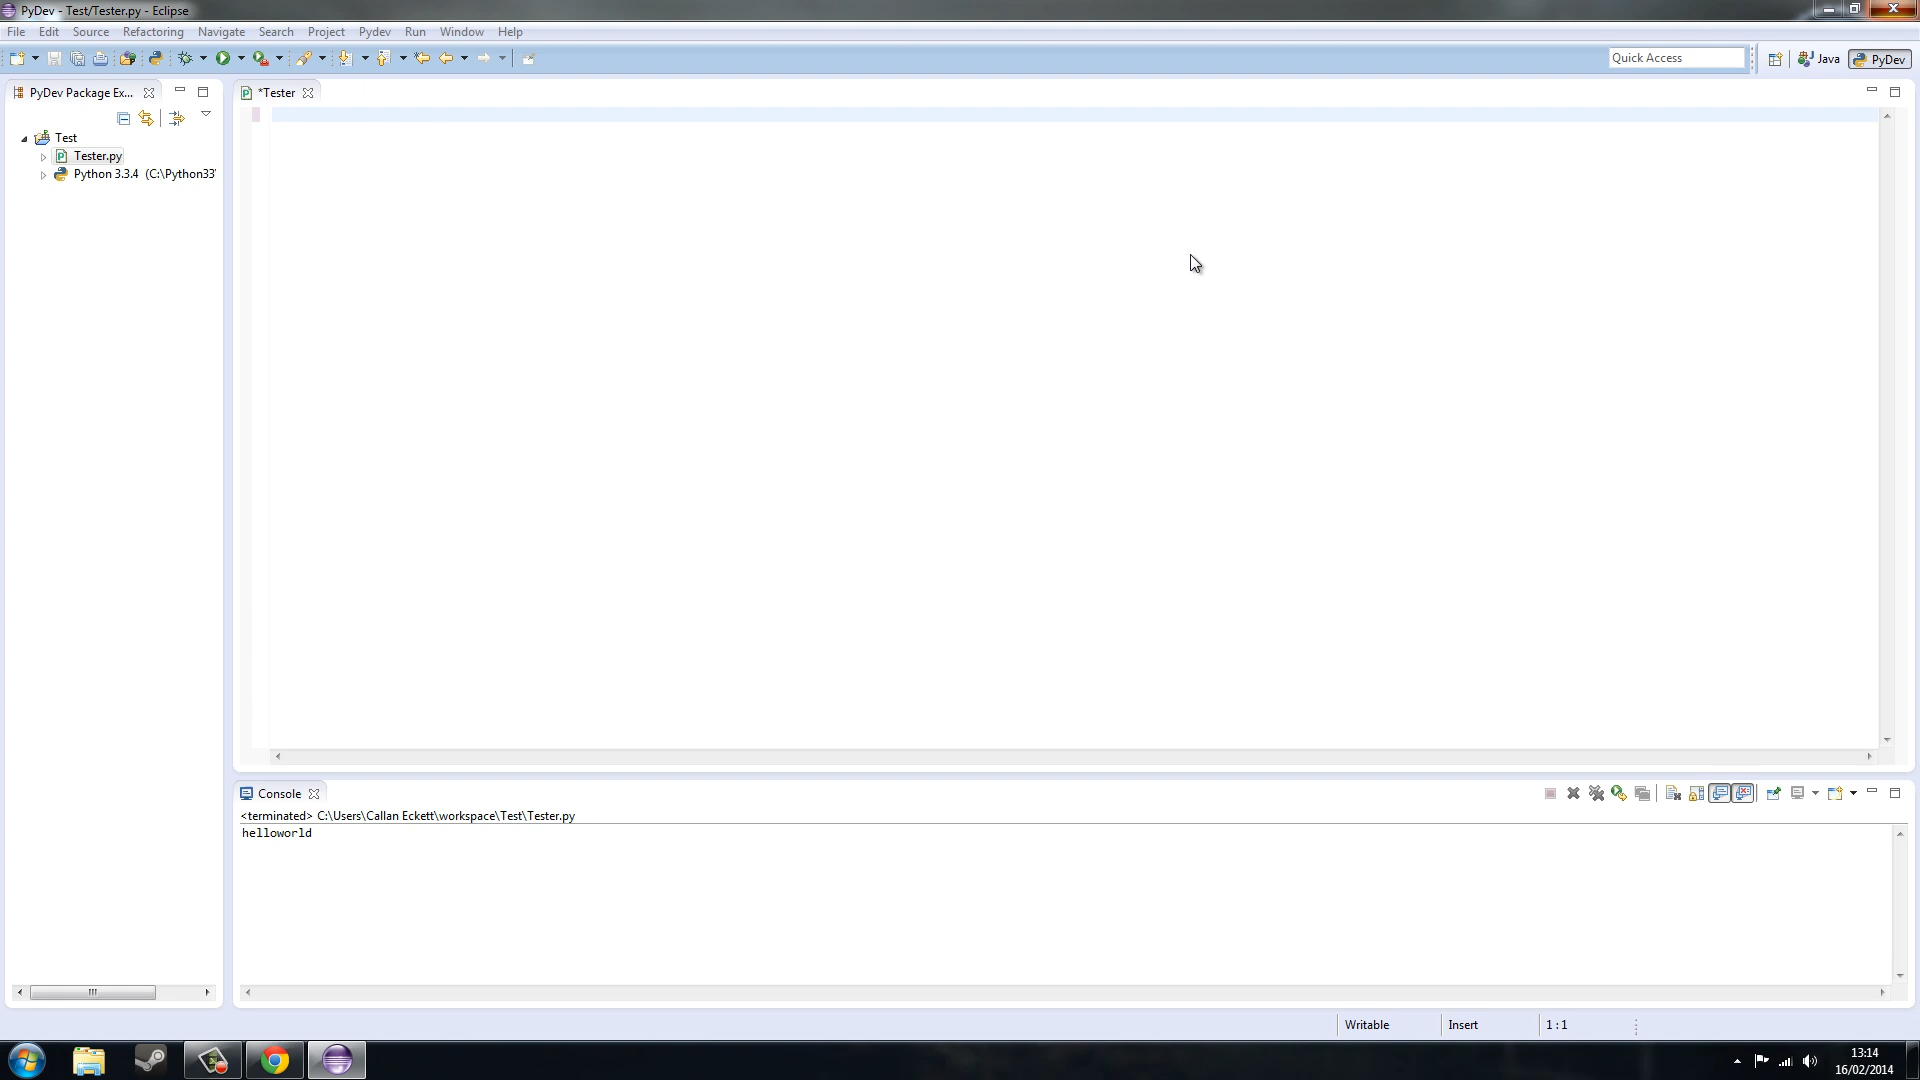 PyDev - Test/Tester.py - Eclipse
File Edit Source Refactoring Navigate Search Project Pydev Run Window Help
Quick Access
Java
PyDev
PyDev Package Ex...
*Tester
Test
Tester.py
Python 3.3.4 (C:\Python33\
Console
<terminated> C:\Users\Callan Eckett\workspace\Test\Tester.py
helloworld
Writable
Insert
1 : 1
13:14
16/02/2014